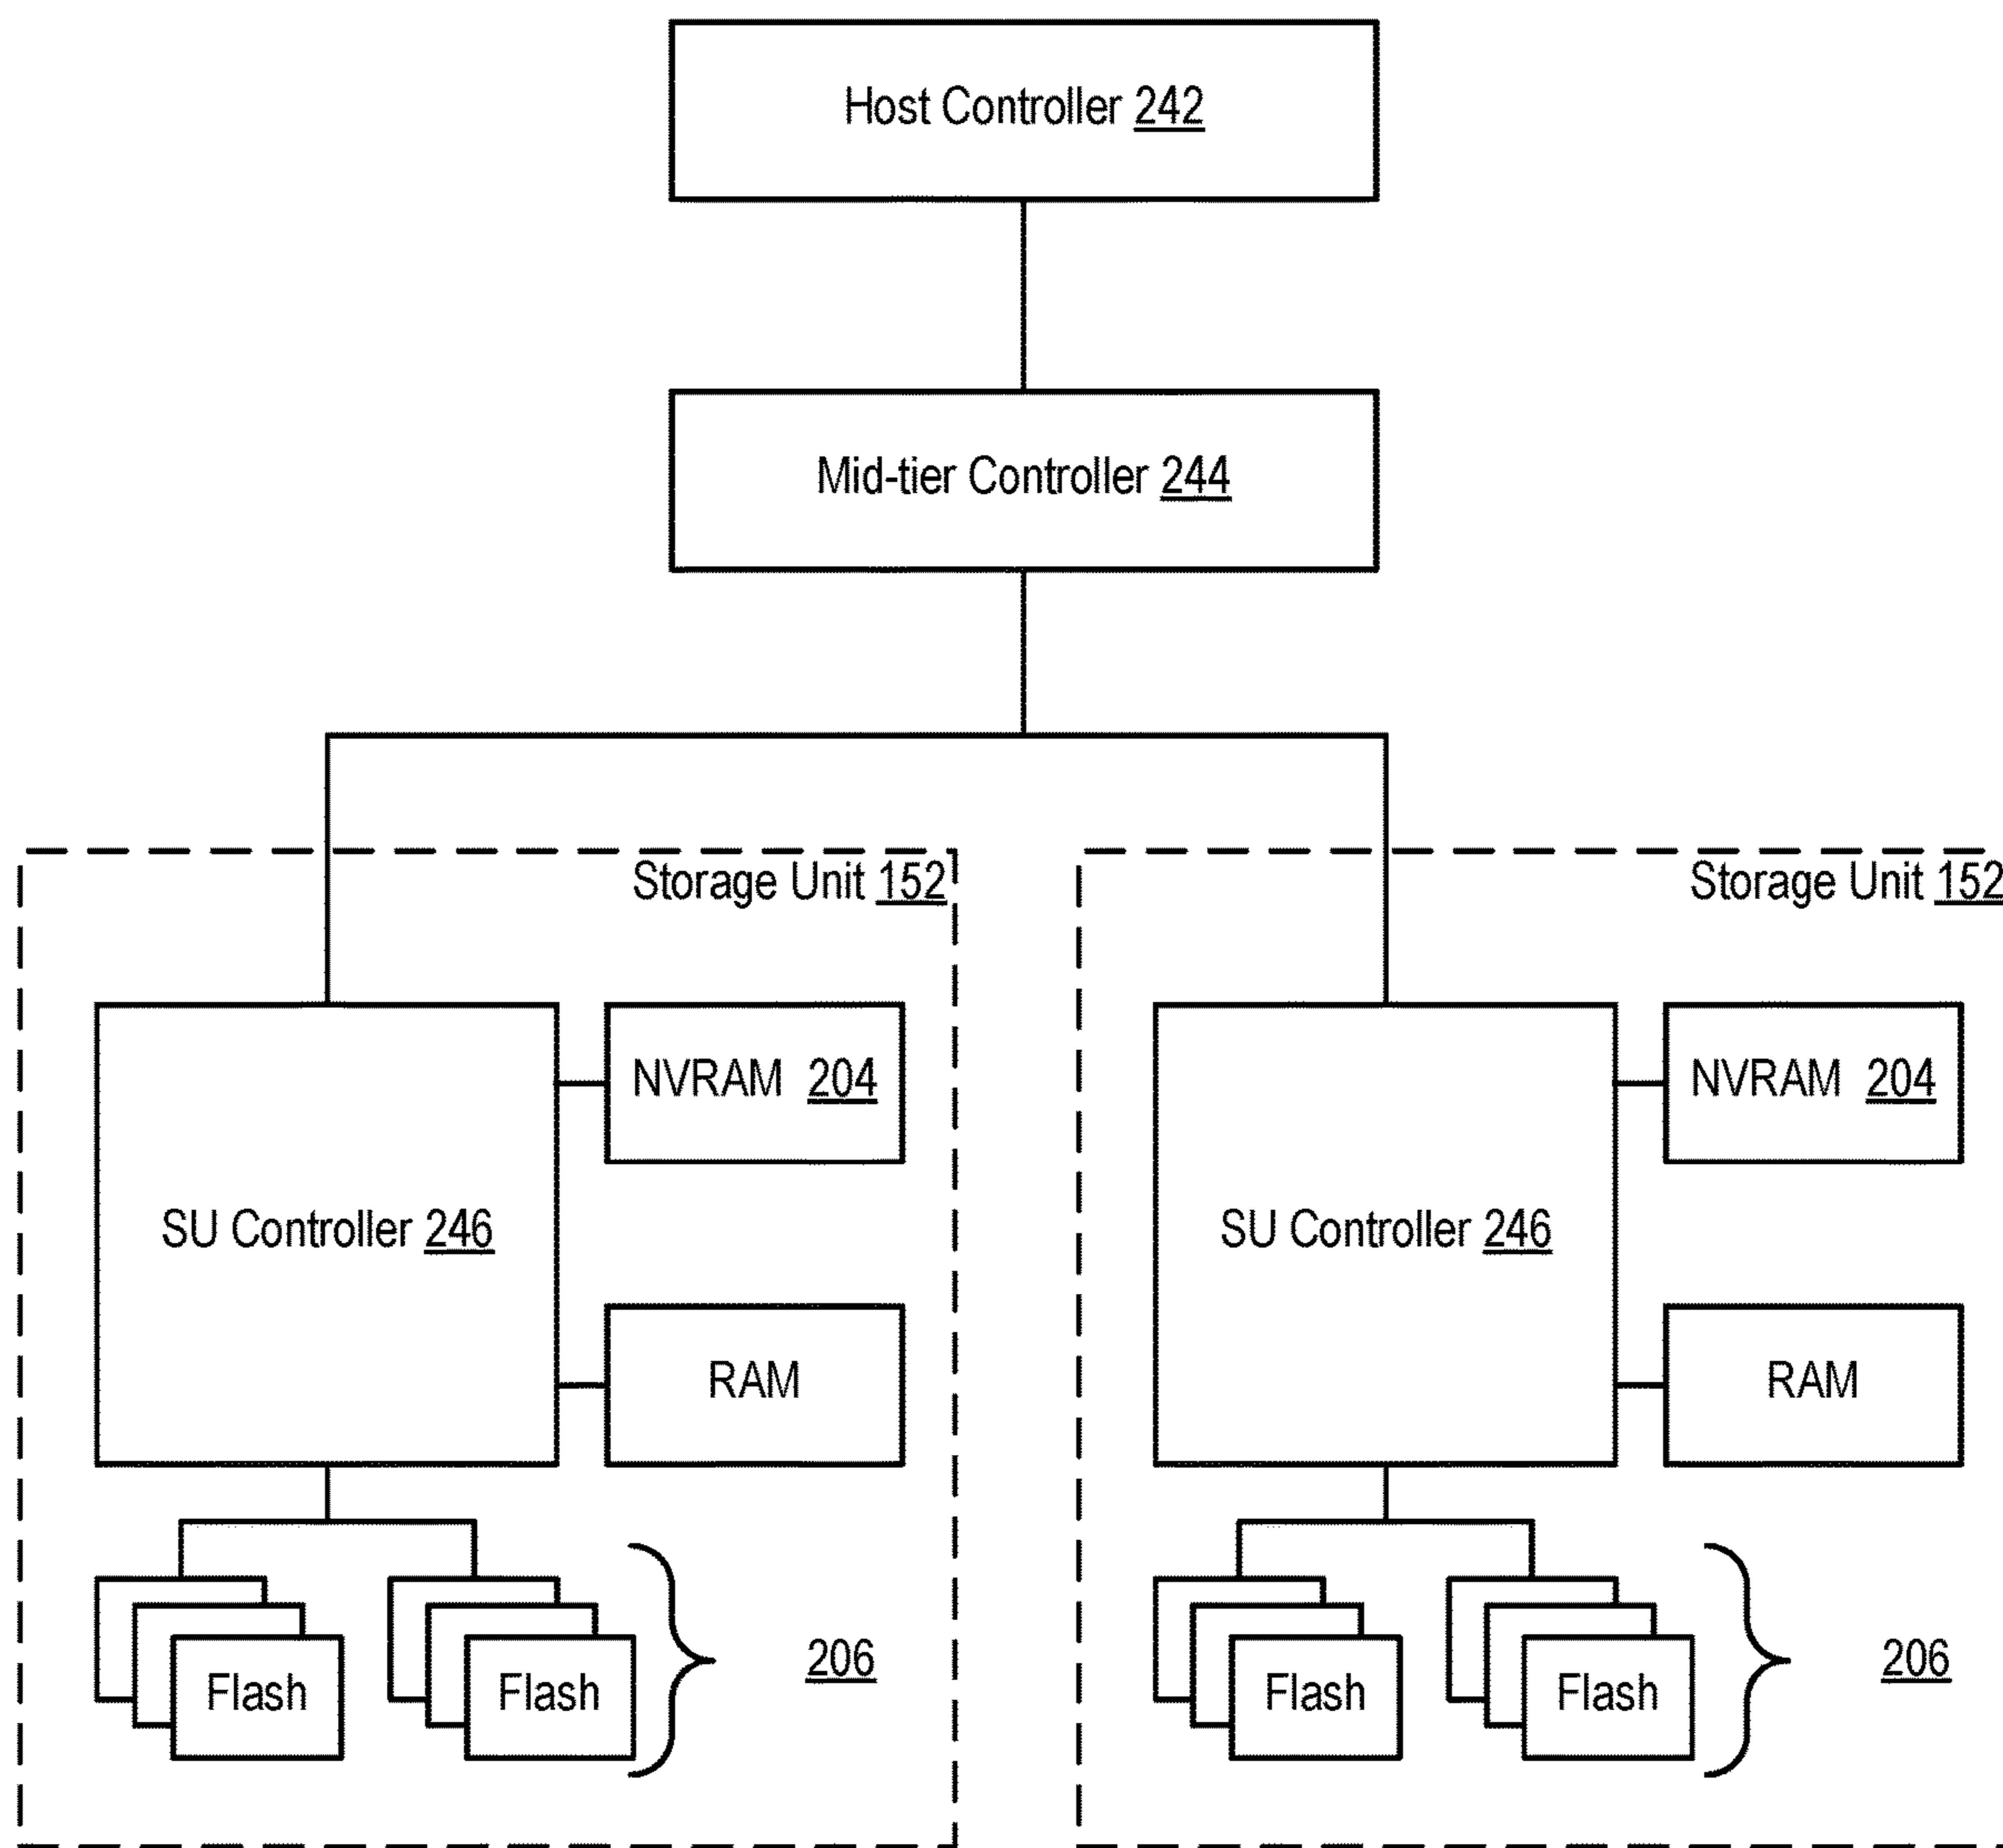 Host Controller 242
Mid-tier Controller 244
Storage Unit 152
Storage Unit 152
NVRAM 204
NVRAM 204
SU Controller 246
SU Controller 246
RAM
RAM
206
206
Flash
Flash
Flash
Flash